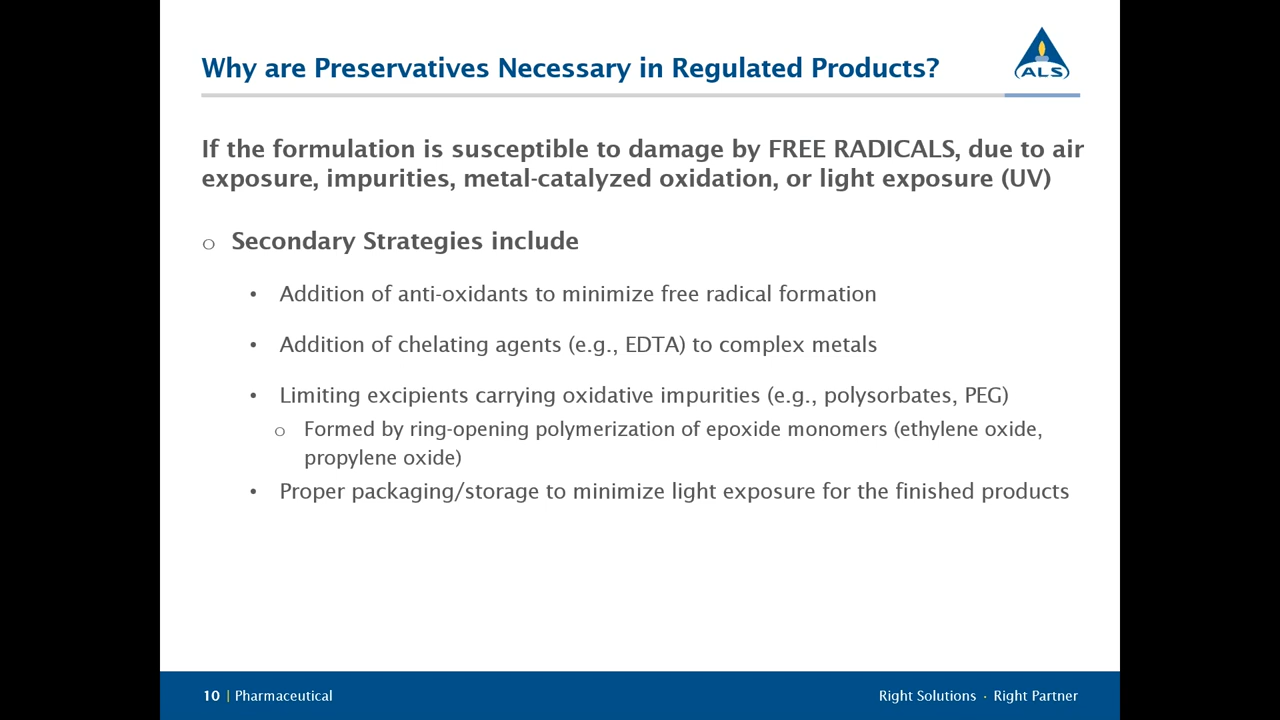 Why are Preservatives Necessary in Regulated Products?
ALS
If the formulation is susceptible to damage by FREE RADICALS, due to air
exposure, impurities, metal-catalyzed oxidation, or light exposure (UV)
o Secondary Strategies include
• Addition of anti-oxidants to minimize free radical formation
• Addition of chelating agents (e.g., EDTA) to complex metals
• Limiting excipients carrying oxidative impurities (e.g., polysorbates, PEG)
o Formed by ring-opening polymerization of epoxide monomers (ethylene oxide,
propylene oxide)
• Proper packaging/storage to minimize light exposure for the finished products
10 | Pharmaceutical
Right Solutions · Right Partner